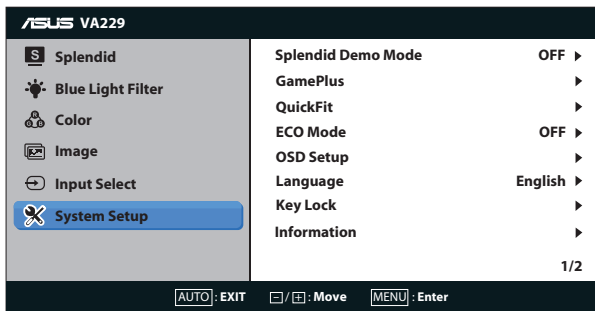 ASUS VA229
S Splendid
Blue Light Filter
Color
Image
Input Select
System Setup
Splendid Demo Mode OFF
GamePlus
QuickFit
ECO Mode OFF
OSD Setup
Language English
Key Lock
Information
1/2
AUTO : EXIT - / + : Move MENU : Enter